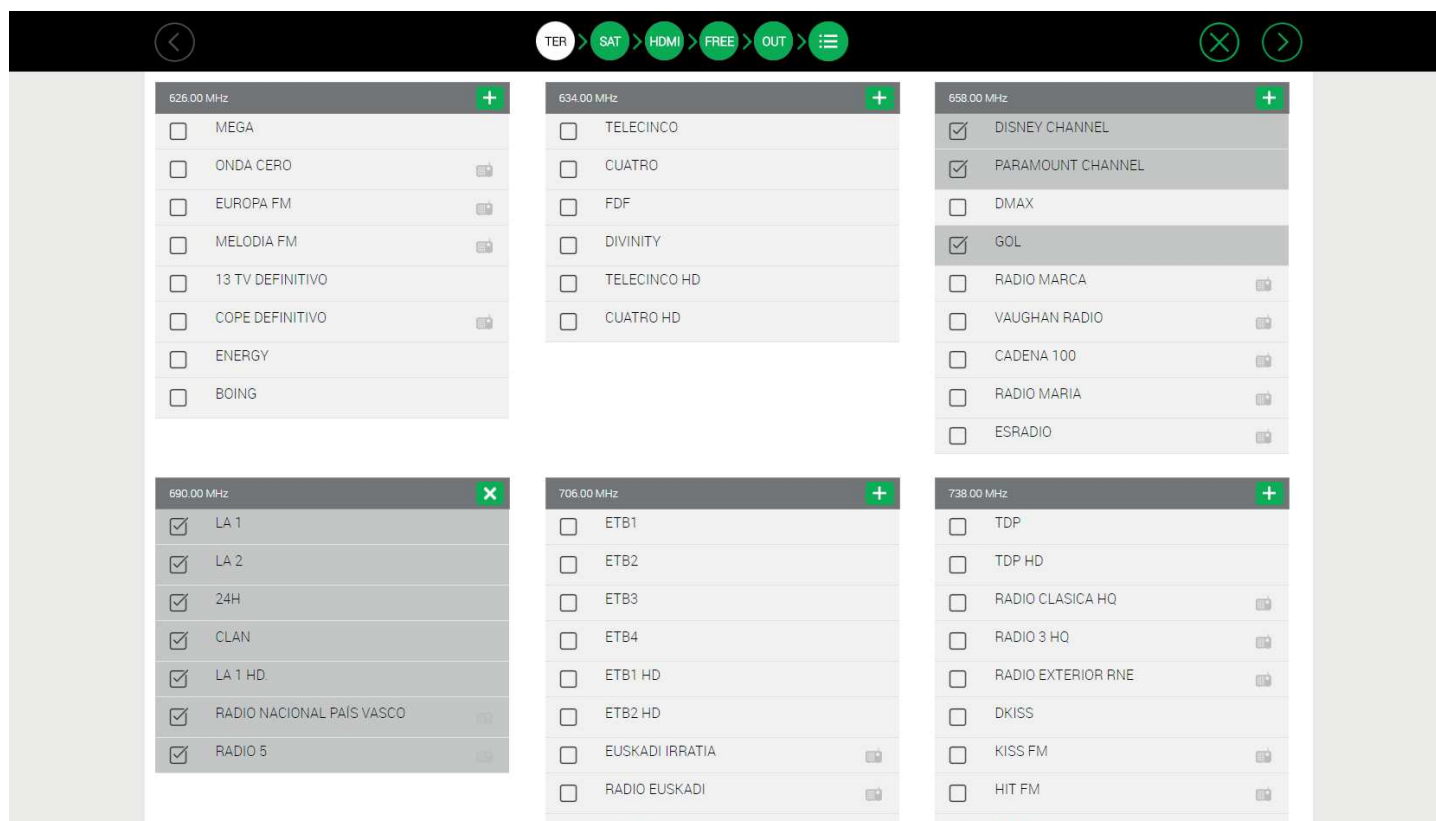 TER > SAT > HDMI > FREE > OUT >
626.00 MHz
MEGA
ONDA CERO
EUROPA FM
MELODIA FM
13 TV DEFINITIVO
COPE DEFINITIVO
ENERGY
BOING
634.00 MHz
TELECINCO
CUATRO
FDF
DIVINITY
TELECINCO HD
CUATRO HD
658.00 MHz
DISNEY CHANNEL
PARAMOUNT CHANNEL
DMAX
GOL
RADIO MARCA
VAUGHAN RADIO
CADENA 100
RADIO MARIA
ESRADIO
690.00 MHz
LA 1
LA 2
24H
CLAN
LA 1 HD.
RADIO NACIONAL PAÍS VASCO
RADIO 5
706.00 MHz
ETB1
ETB2
ETB3
ETB4
ETB1 HD
ETB2 HD
EUSKADI IRRATIA
RADIO EUSKADI
738.00 MHz
TDP
TDP HD
RADIO CLASICA HQ
RADIO 3 HQ
RADIO EXTERIOR RNE
DKISS
KISS FM
HIT FM